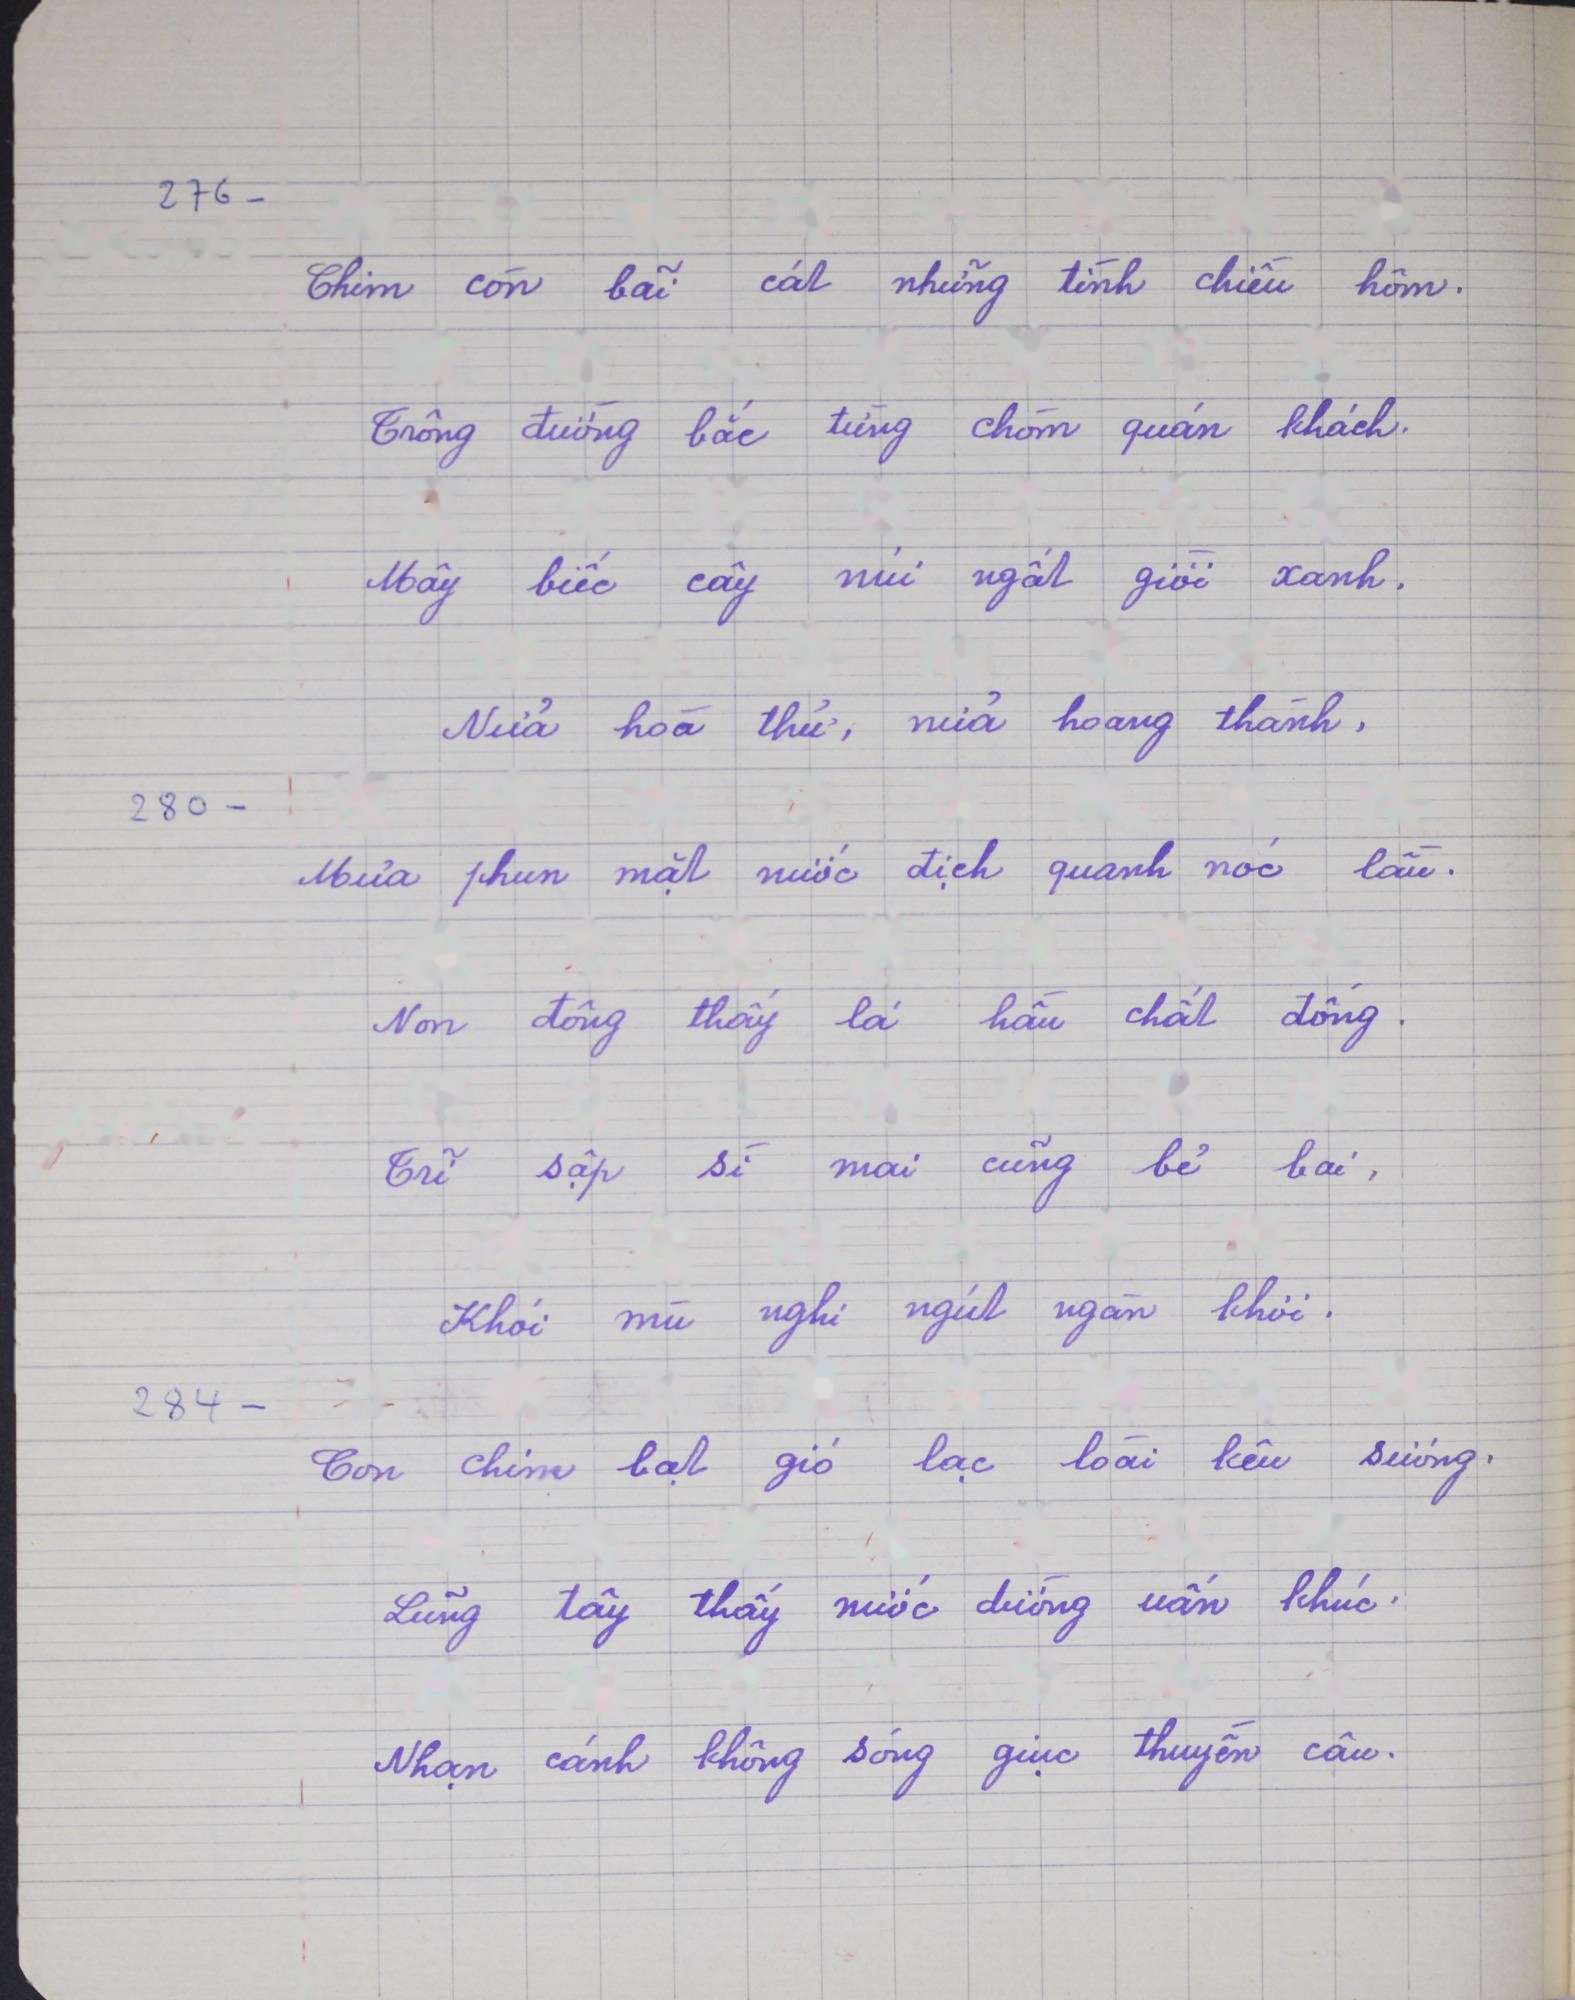 276-
Chim còn bãi cát những tình chiều hôm.
Trông đường bắc từng chòm quán khách.
Mây biếc cây núi ngất giời xanh.
Nửa hoà thử, nửa hoang thành,
280-
Mưa phun mặt nước địch quanh nóc lầu.
Non đông thấy lá hầu chất đống.
Trĩ sập sì mai cũng bẻ bai,
Khói mù nghi ngút ngàn khơi.
284-
Con chim bạt gió lạc loài kêu sương.
Lũng tây thấy nước dường uấn khúc.
Nhạn cánh không sóng giục thuyền câu.